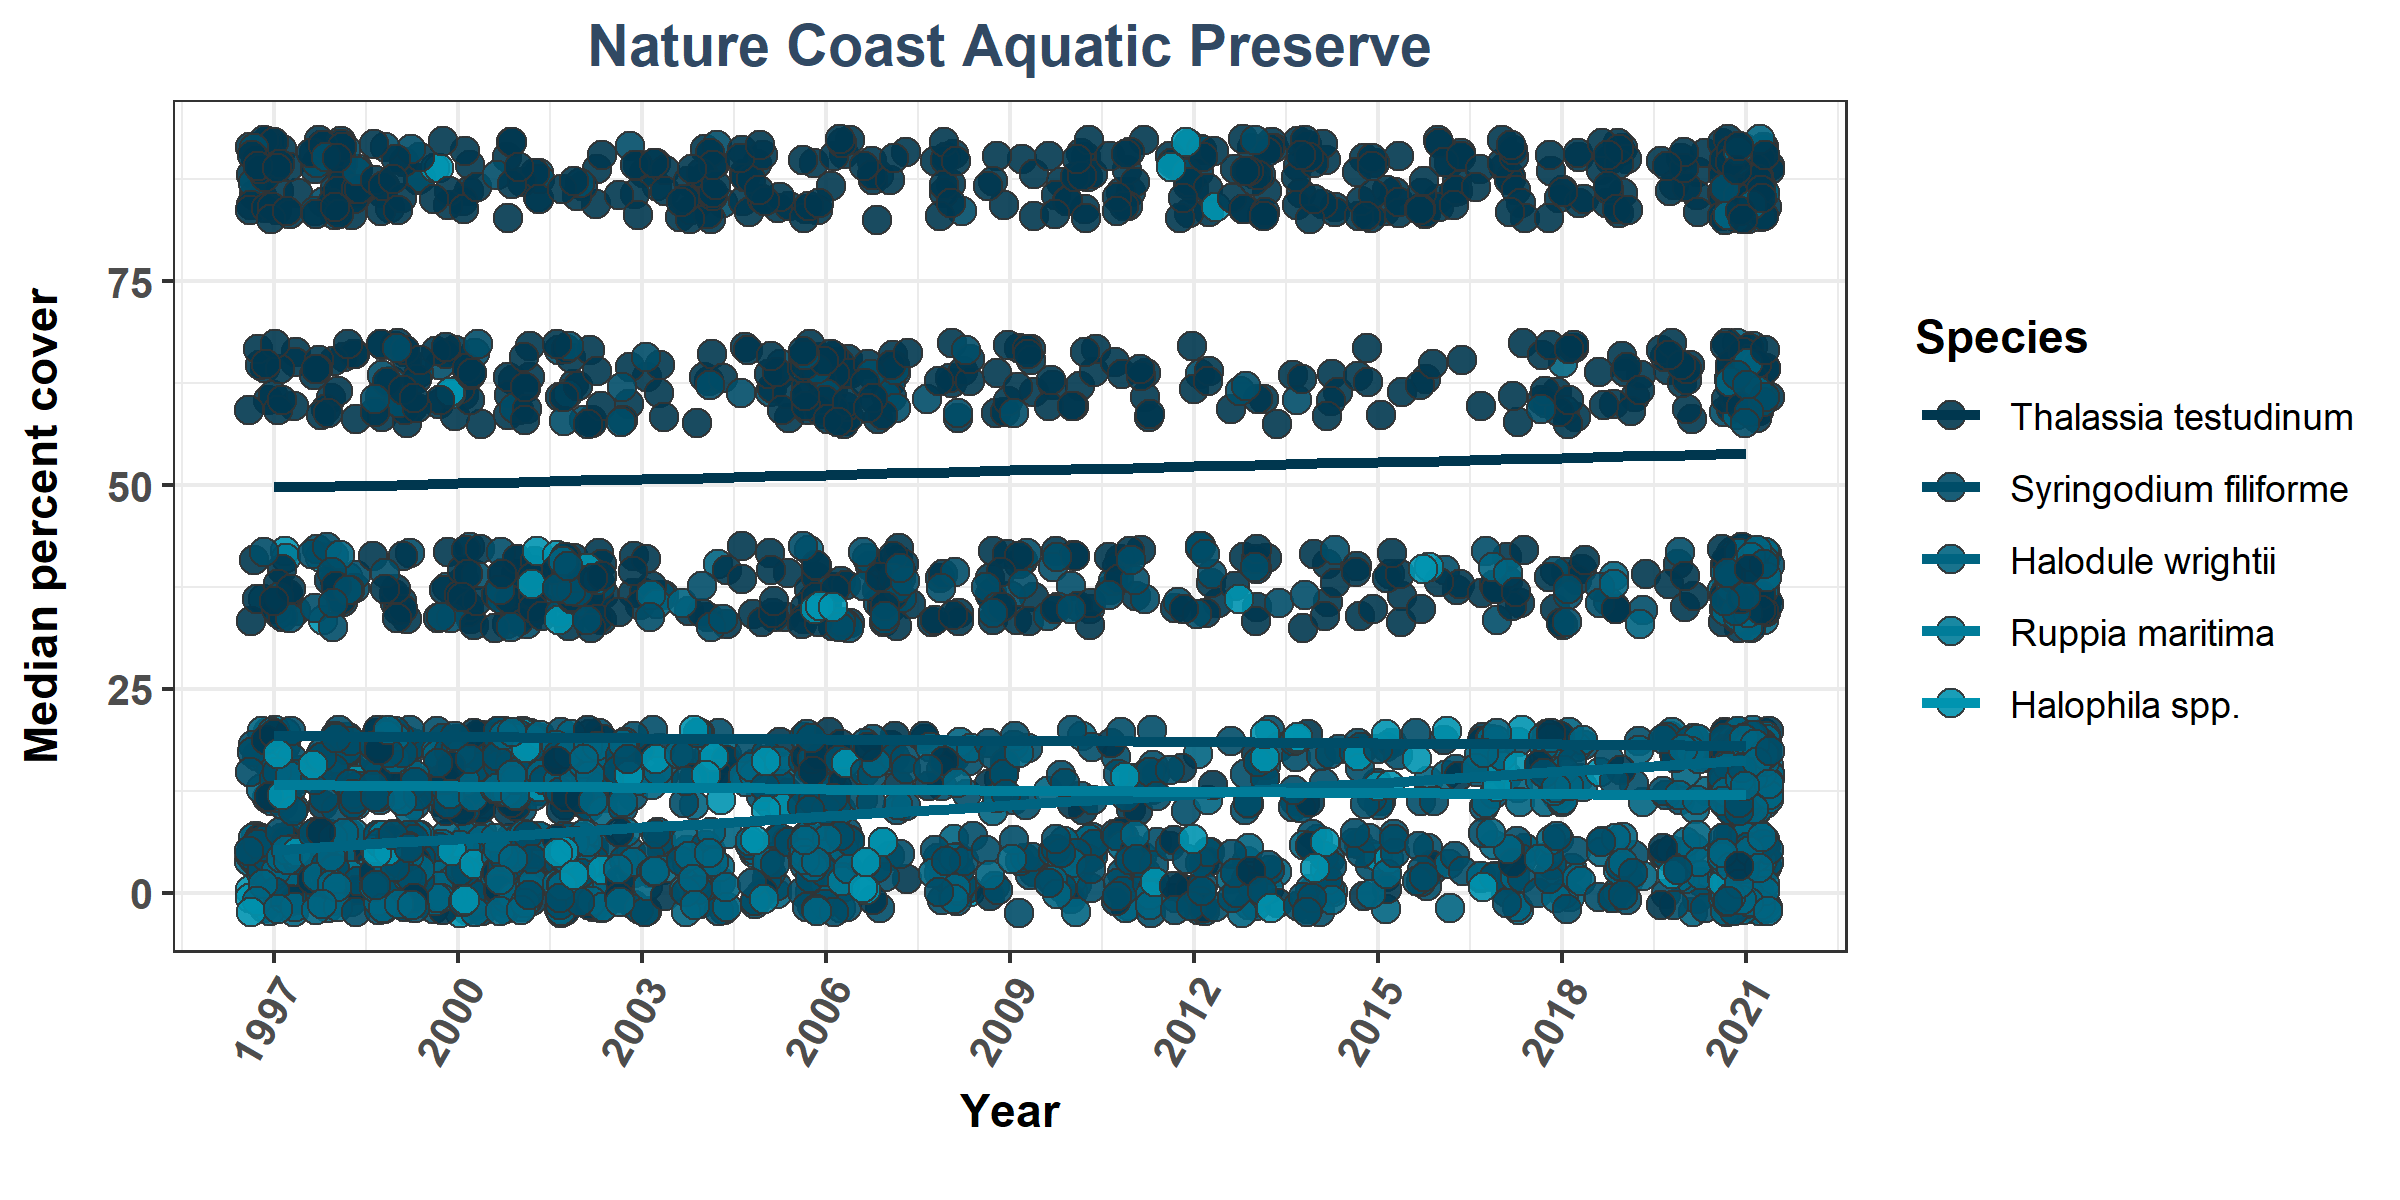 Nature Coast Aquatic Preserve
Median percent cover
75
50
25
0
1997
2000
2003
2006
2009
2012
2015
2018
2021
Year
Species
Thalassia testudinum
Syringodium filiforme
Halodule wrightii
Ruppia maritima
Halophila spp.